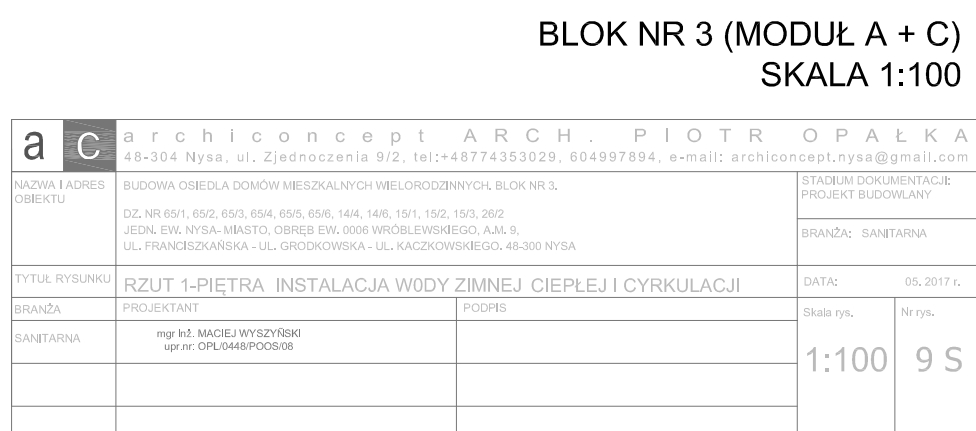 BLOK NR 3 (MODUŁ A + C)
SKALA 1:100
a c archiconcept ARCH. PIOTR OPAŁKA
48-304 Nysa, ul. Zjednoczenia 9/2, tel:+48774353029, 604997894, e-mail: archiconcept.nysa@gmail.com
NAZWA I ADRES
OBIEKTU
BUDOWA OSIEDLA DOMÓW MIESZKALNYCH WIELORODZINNYCH. BLOK NR 3.
DZ. NR 65/1, 65/2, 65/3, 65/4, 65/5, 65/6, 14/4, 14/6, 15/1, 15/2, 15/3, 26/2
JEDN. EW. NYSA- MIASTO, OBRĘB EW. 0006 WRÓBLEWSKIEGO, A.M. 9,
UL. FRANCISZKAŃSKA - UL. GRODKOWSKA - UL. KACZKOWSKIEGO. 48-300 NYSA
STADIUM DOKUMENTACJI:
PROJEKT BUDOWLANY
BRANŻA: SANITARNA
TYTUŁ RYSUNKU
RZUT 1-PIĘTRA INSTALACJA W0DY ZIMNEJ CIEPŁEJ I CYRKULACJI
DATA: 05. 2017 r.
BRANŻA
PROJEKTANT
PODPIS
Skala rys.
Nr rys.
SANITARNA
mgr inż. MACIEJ WYSZYŃSKI
upr.nr: OPL/0448/POOS/08
1:100
9 S